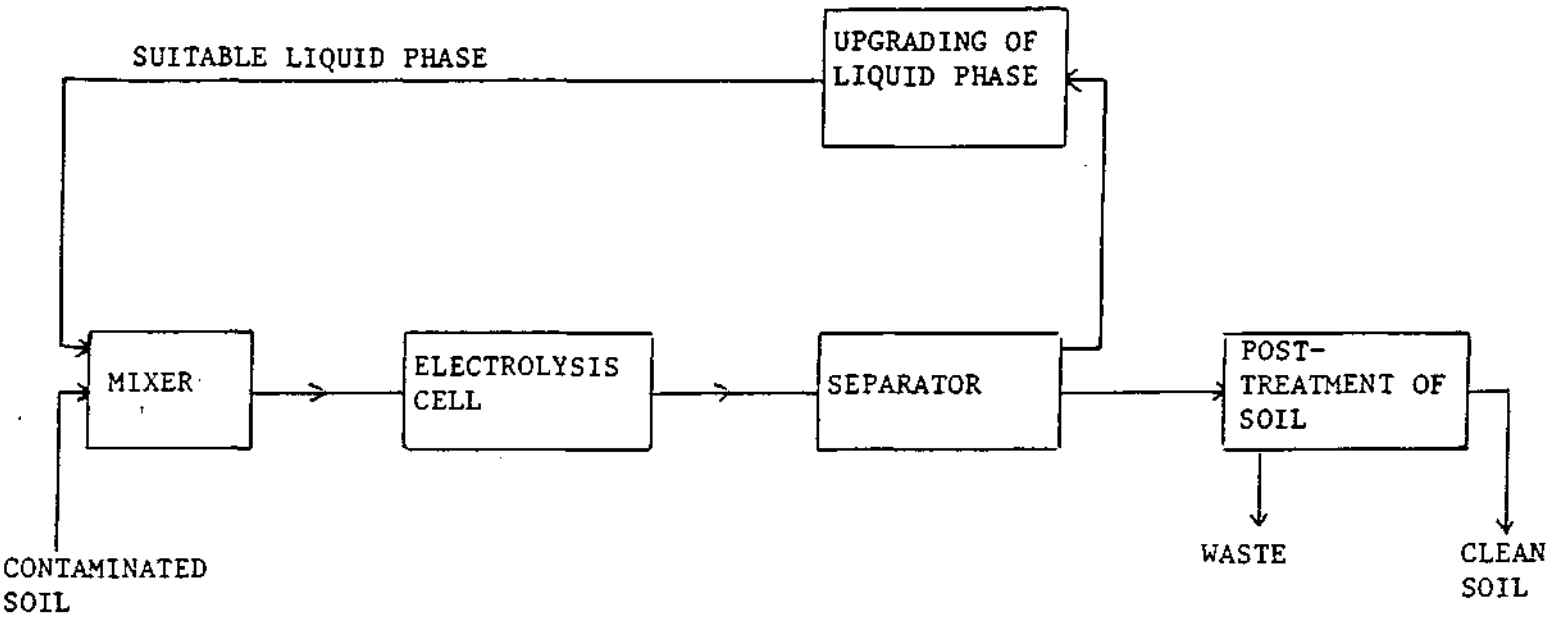 UPGRADING OF
LIQUID PHASE
SUITABLE LIQUID PHASE
MIXER
ELECTROLYSIS
CELL
SEPARATOR
POST-
TREATMENT OF
SOIL
CONTAMINATED
SOIL
WASTE
CLEAN
SOIL